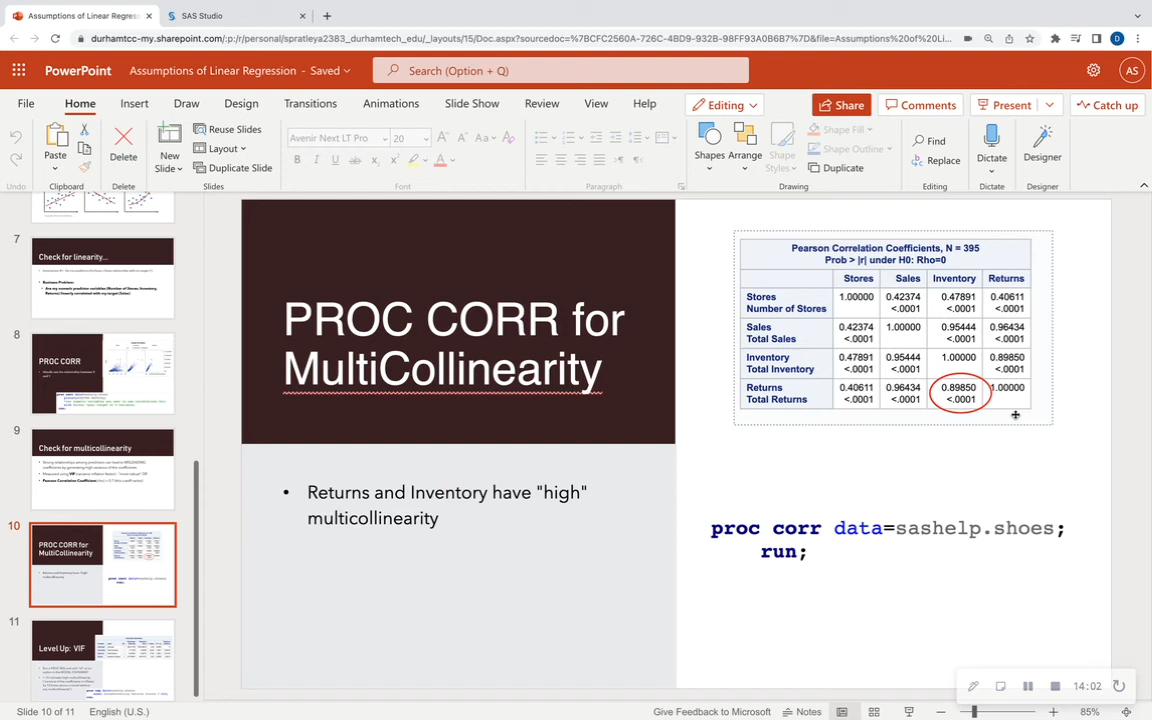 Assumptions of Linear Regres
SAS Studio
durhamtcc-my.sharepoint.com/:p:/r/personal/spratleya2383_durhamtech_edu/_layouts/15/Doc.aspx?sourcedoc=%7BCFC2560A-726C-4BD9-932B-98FF93A0B6B7%7D&file=Assumptions%20of%20Li...
D
PowerPoint
Assumptions of Linear Regression - Saved
Search (Option + Q)
AS
File Home Insert Draw Design Transitions Animations Slide Show Review View Help
Editing
Share
Comments
Present
Catch up
Paste
Delete
New
Slide
Reuse Slides
Layout
Duplicate Slide
Avenir Next LT Pro
20
Shapes
Arrange
Shape
Styles
Shape Fill
Shape Outline
Duplicate
Find
Replace
Dictate
Designer
Undo Clipboard Delete Slides Font Paragraph Drawing Editing Dictate Designer
7
Check for linearity...
Business Problem:
8
PROC CORR
9
Check for multicollinearity
10
PROC CORR for
MultiCollinearity
11
Level Up: VIF
PROC CORR for
MultiCollinearity
• Returns and Inventory have "high"
multicollinearity
Pearson Correlation Coefficients, N = 395
Prob > |r| under H0: Rho=0
Stores Sales Inventory Returns
Stores 1.00000 0.42374 0.47891 0.40611
Number of Stores <.0001 <.0001 <.0001
Sales 0.42374 1.00000 0.95444 0.96434
Total Sales <.0001 <.0001 <.0001
Inventory 0.47891 0.95444 1.00000 0.89850
Total Inventory <.0001 <.0001 <.0001
Returns 0.40611 0.96434 0.89850 1.00000
Total Returns <.0001 <.0001 <.0001
proc corr data=sashelp.shoes;
run;
14:02
Slide 10 of 11
English (U.S.)
Give Feedback to Microsoft
Notes
85%